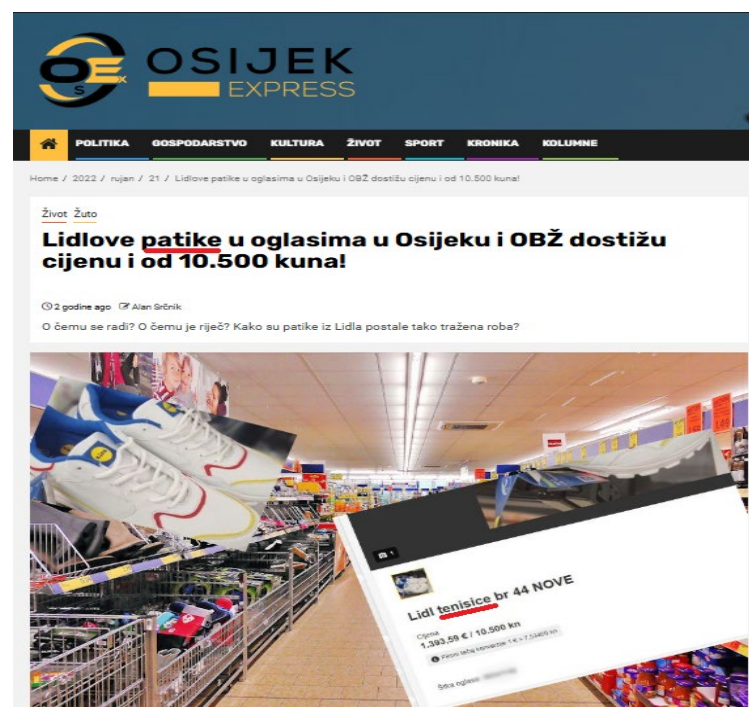 OSIJEK
EXPRESS
POLITIKA GOSPODARSTVO KULTURA ŽIVOT SPORT KRONIKA KOLUMNE
Home / 2022 / rujan / 21 / Lidlove patike u oglasima u Osijeku i OBŽ dostižu cijenu i od 10.500 kuna!
Život Žuto
Lidlove patike u oglasima u Osijeku i OBŽ dostižu
cijenu i od 10.500 kuna!
2 godine ago Alan Srčnik
O čemu se radi? O čemu je riječ? Kako su patike iz Lidla postale tako tražena roba?
1
Lidl tenisice br 44 NOVE
Cijena
1.393,59 € / 10.500 kn
Fiksni tečaj konverzije 1 € = 7,53450 kn
Šifra oglasa: